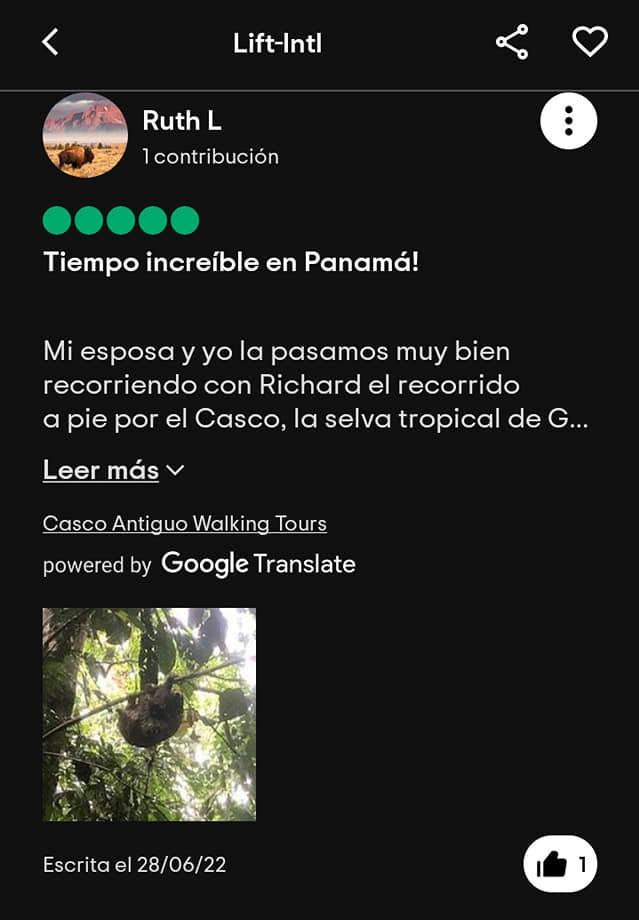 Lift-Intl
Ruth L
1 contribución
Tiempo increíble en Panamá!
Mi esposa y yo la pasamos muy bien
recorriendo con Richard el recorrido
a pie por el Casco, la selva tropical de G...
Leer más
Casco Antiguo Walking Tours
powered by Google Translate
Escrita el 28/06/22
1